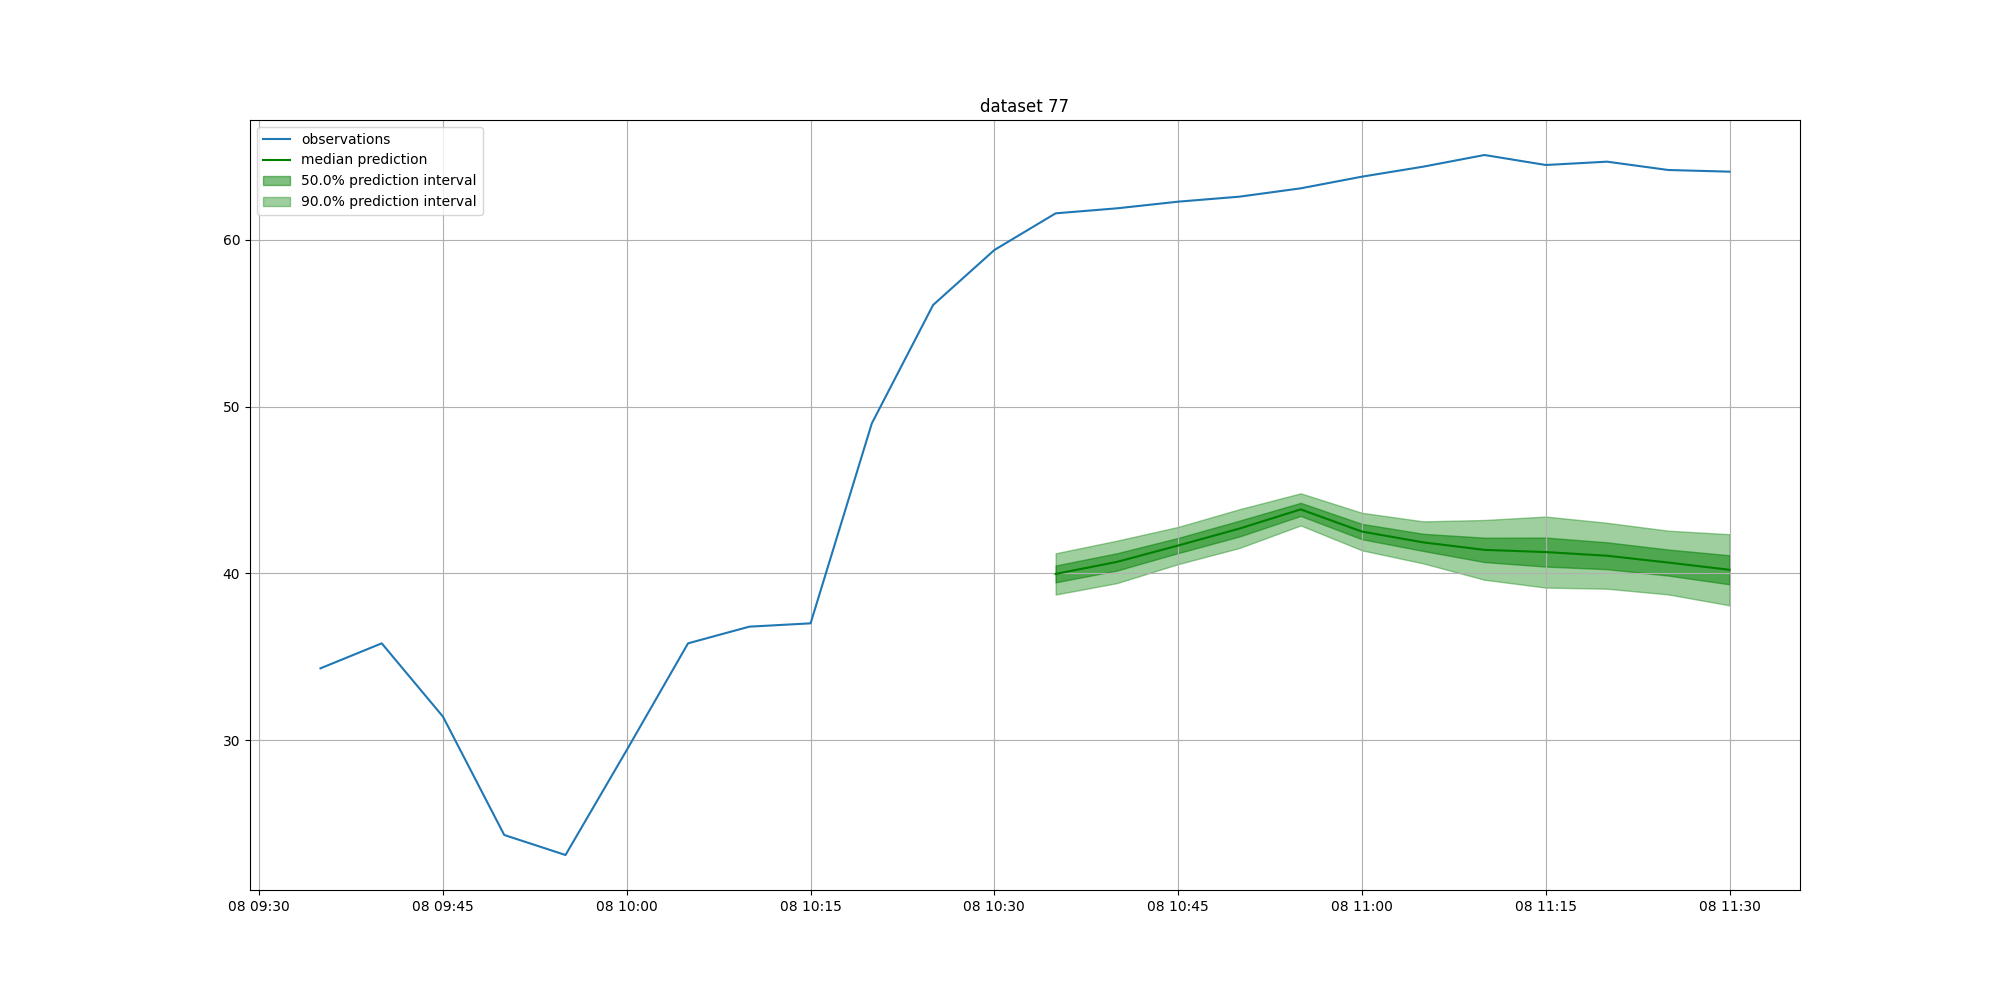 dataset 77
observations
median prediction
50.0% prediction interval
90.0% prediction interval
60
50
40
30
08 09:30 08 09:45 08 10:00 08 10:15 08 10:30 08 10:45 08 11:00 08 11:15 08 11:30